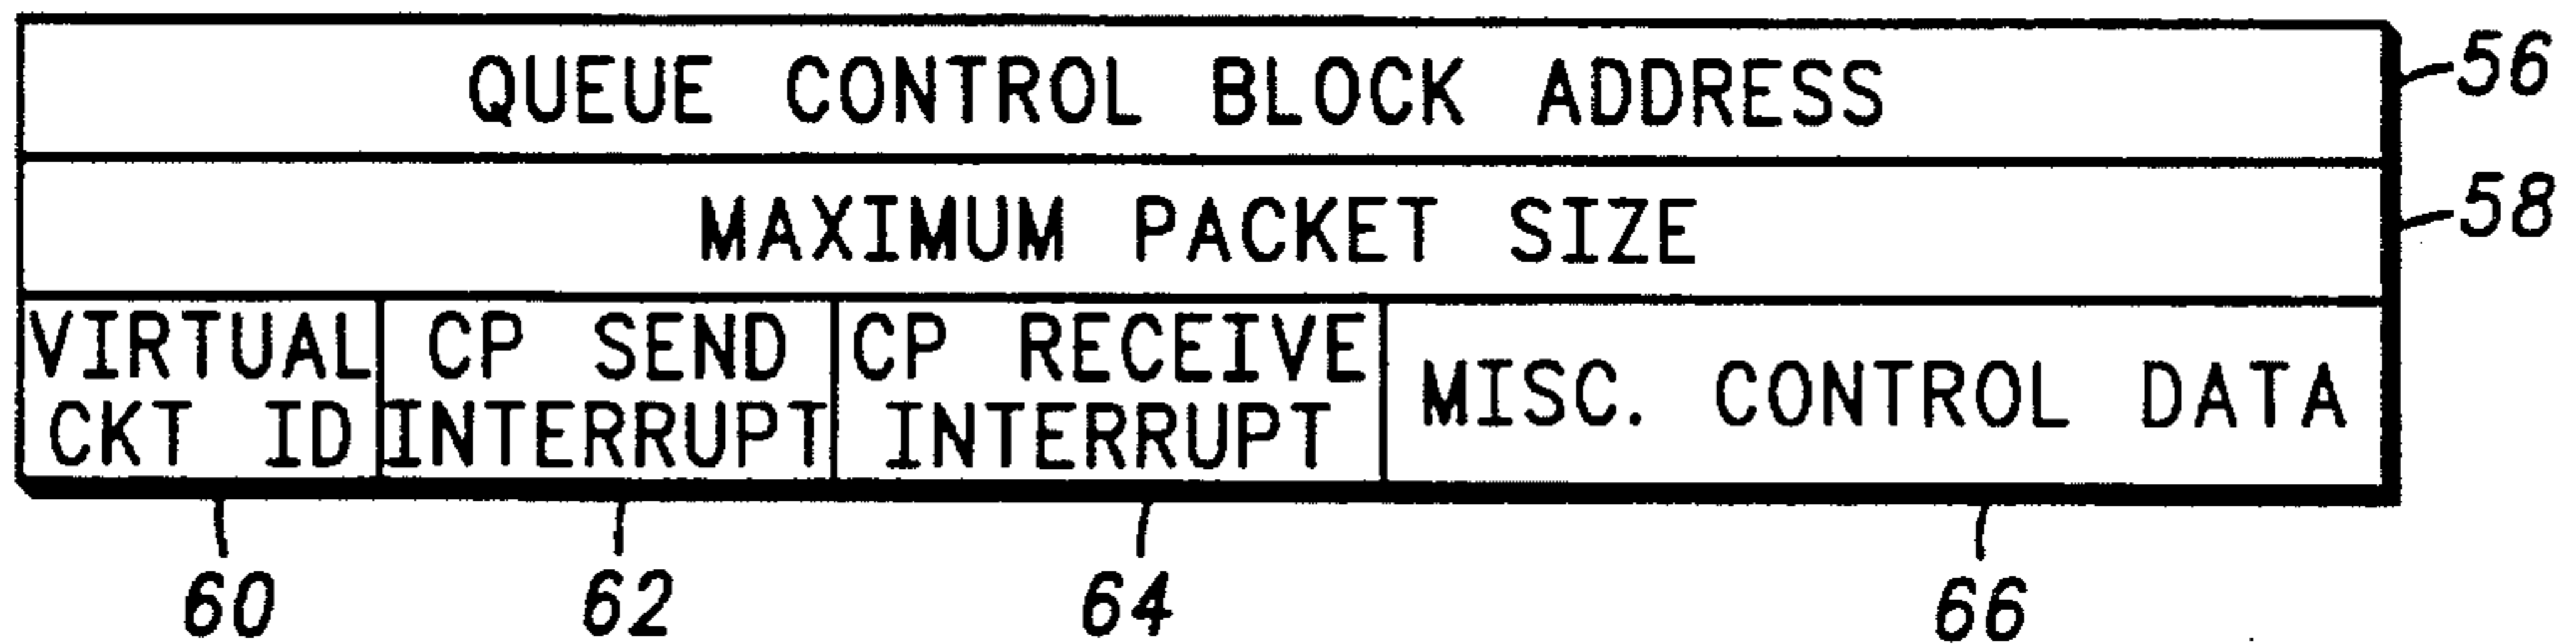 QUEUE CONTROL BLOCK ADDRESS 56
MAXIMUM PACKET SIZE 58
VIRTUAL CKT ID
CP SEND INTERRUPT
CP RECEIVE INTERRUPT
MISC. CONTROL DATA
60 62 64 66